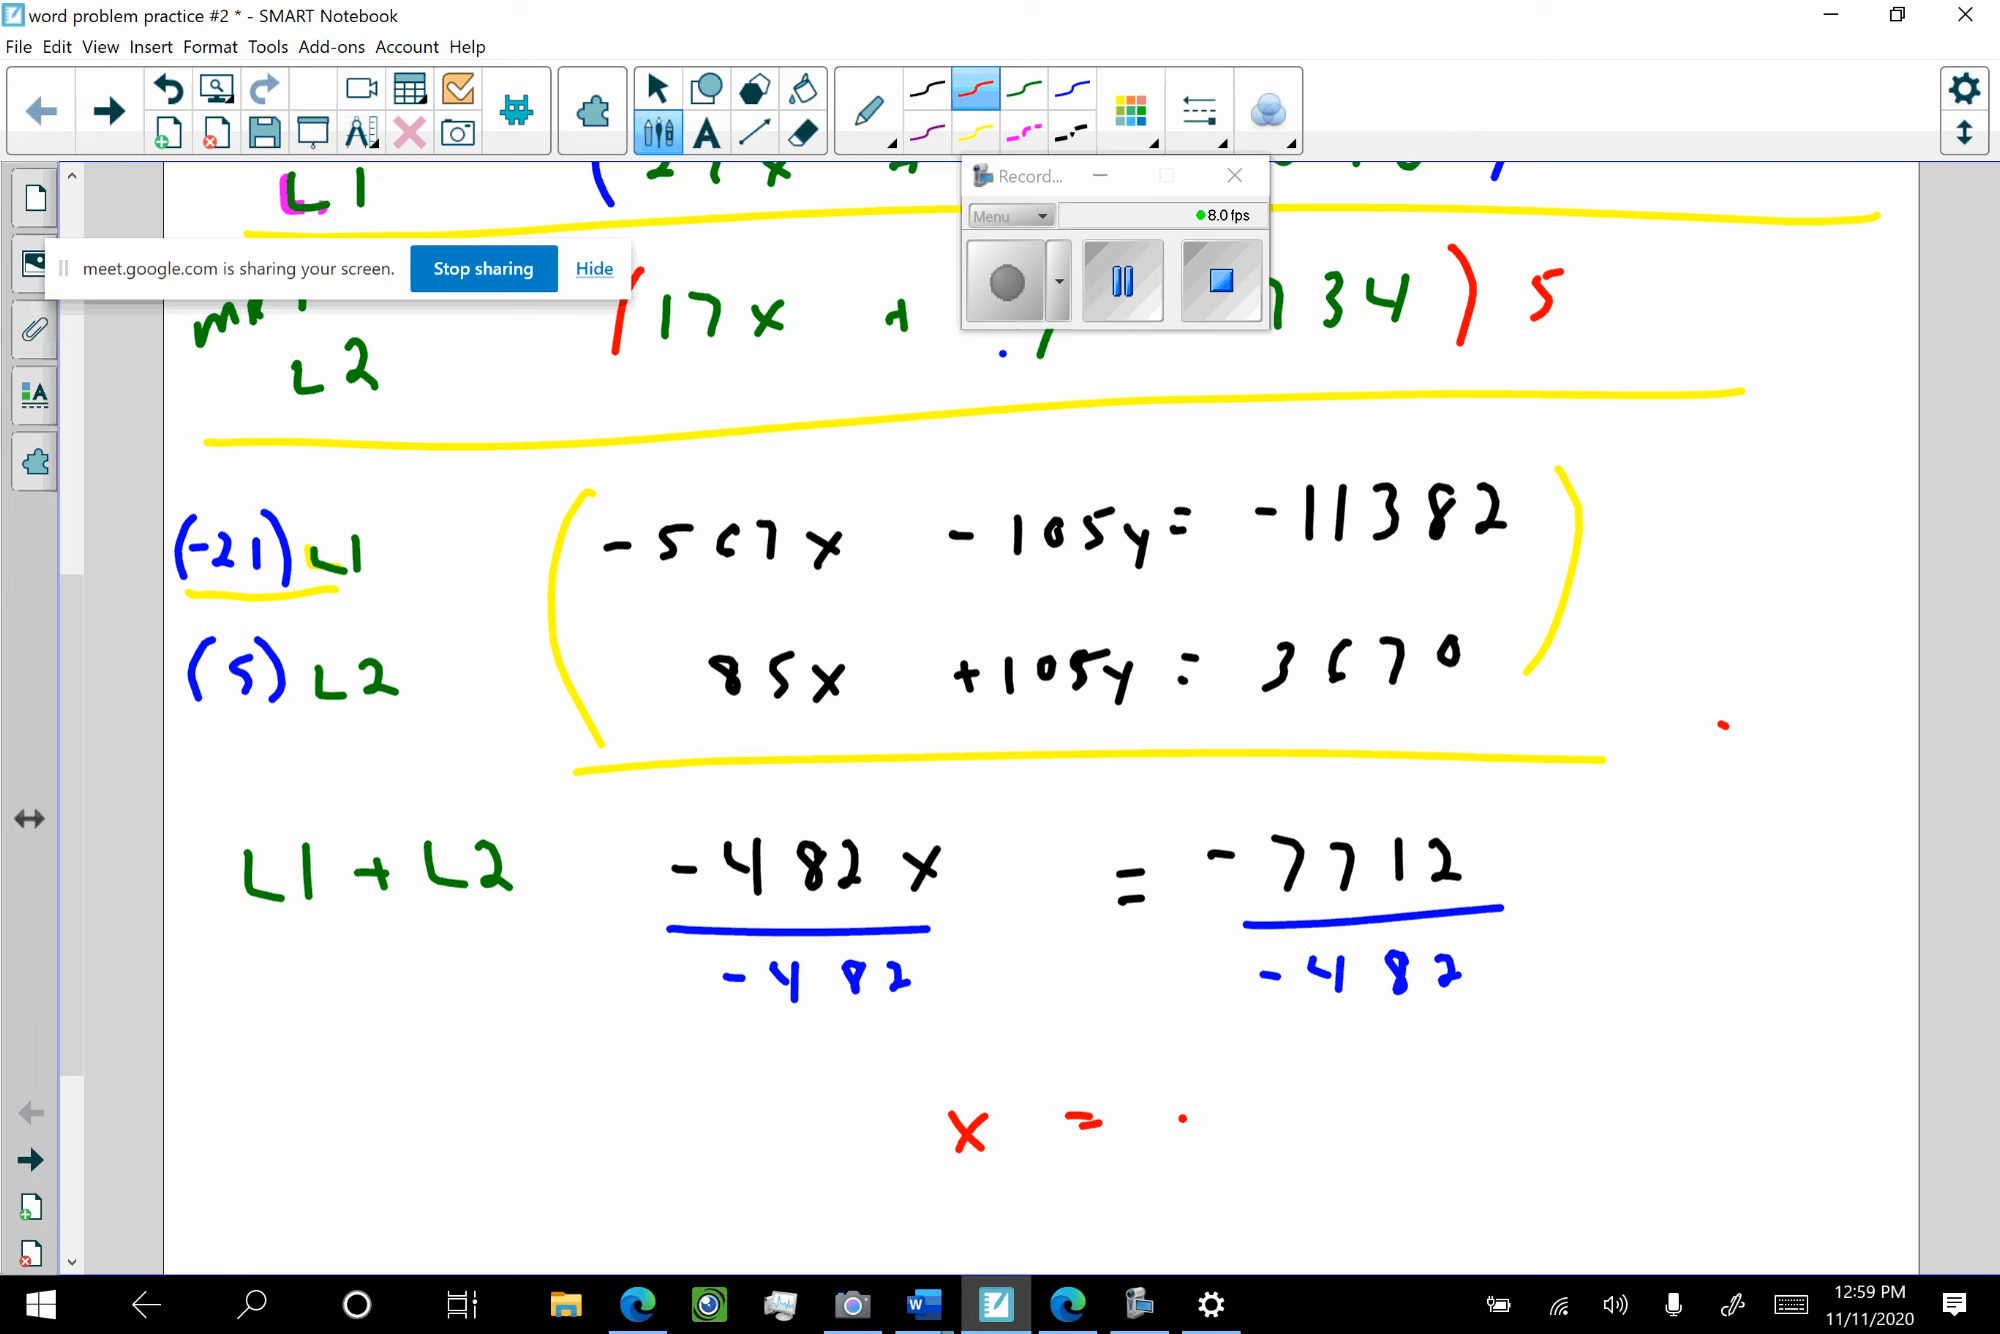 word problem practice #2 * - SMART Notebook
File Edit View Insert Format Tools Add-ons Account Help
Record...
Menu
8.0 fps
L1 ( 27x +
meet.google.com is sharing your screen. Stop sharing Hide
(17x + 734) 5
L2
(-21) L1 -567x -105y = -11382
(5) L2 85x +105y = 3670
L1 + L2 -482x = -7712
-482 -482
x =
12:59 PM
11/11/2020